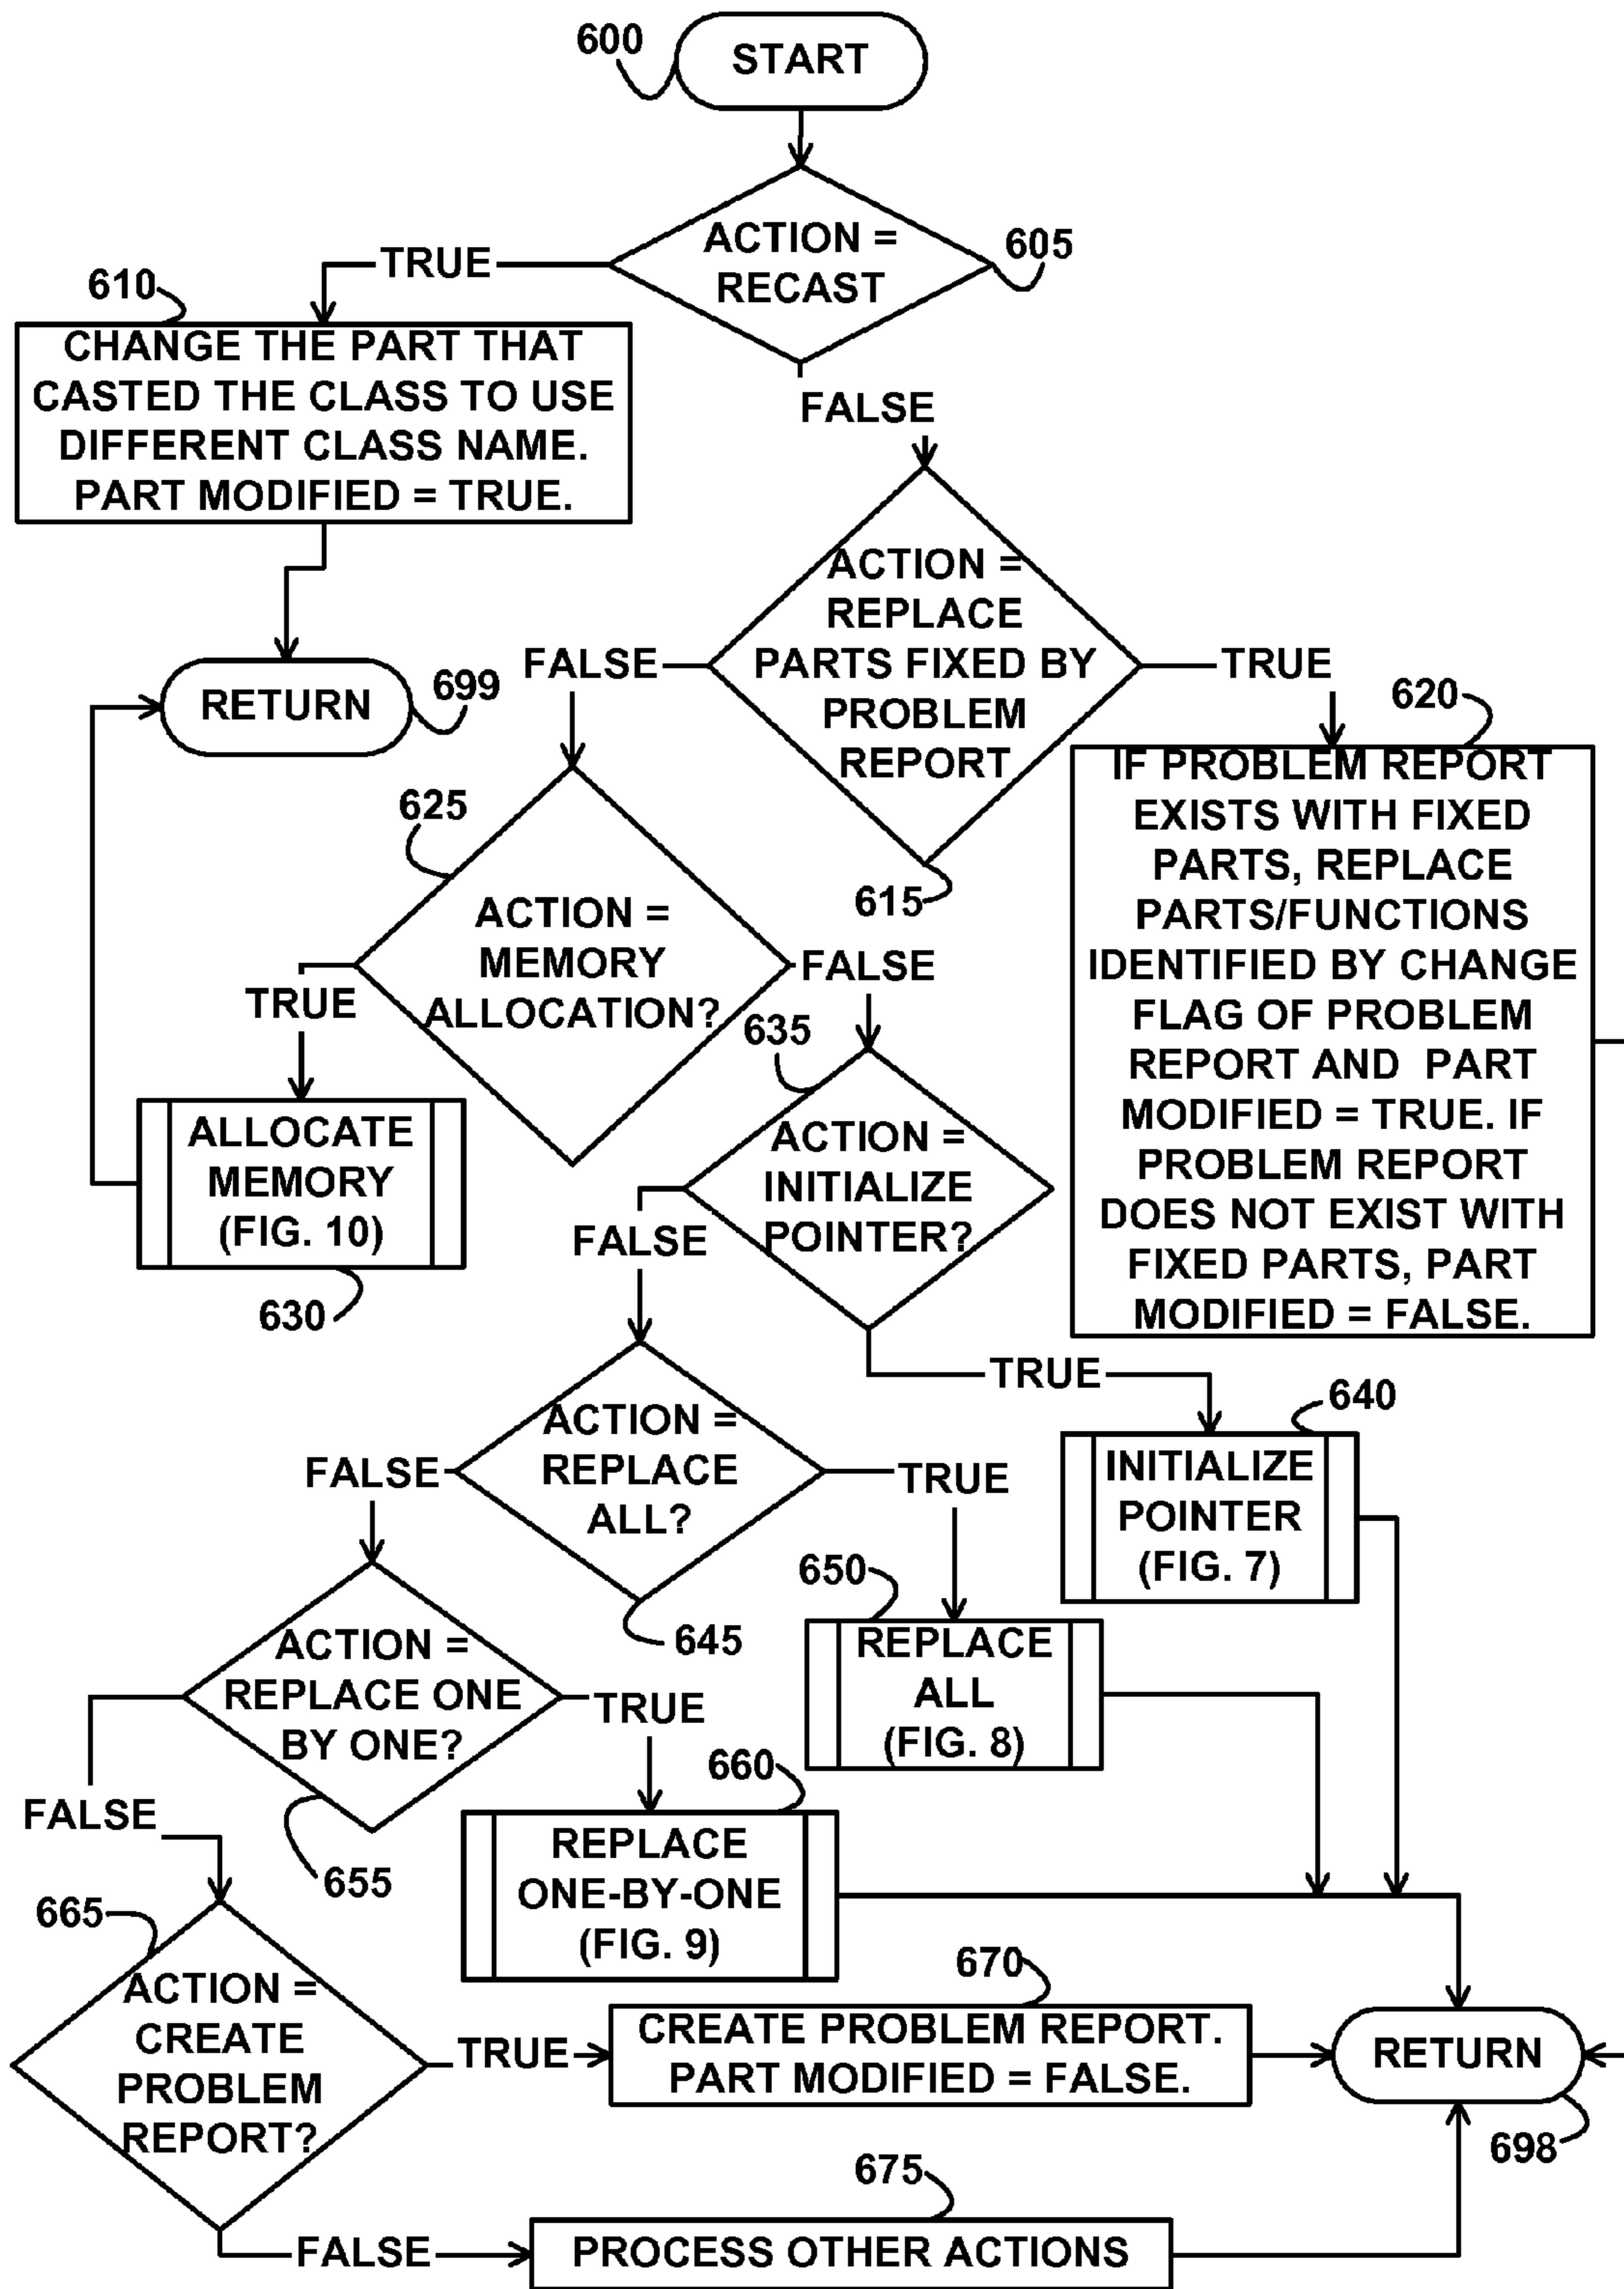 600
START
ACTION =
RECAST
605
TRUE
610
CHANGE THE PART THAT
CASTED THE CLASS TO USE
DIFFERENT CLASS NAME.
PART MODIFIED = TRUE.
FALSE
ACTION =
REPLACE
PARTS FIXED BY
PROBLEM
REPORT
615
FALSE
TRUE
RETURN
699
620
IF PROBLEM REPORT
EXISTS WITH FIXED
PARTS, REPLACE
PARTS/FUNCTIONS
IDENTIFIED BY CHANGE
FLAG OF PROBLEM
REPORT AND PART
MODIFIED = TRUE. IF
PROBLEM REPORT
DOES NOT EXIST WITH
FIXED PARTS, PART
MODIFIED = FALSE.
625
ACTION =
MEMORY
ALLOCATION?
TRUE
FALSE
ALLOCATE
MEMORY
(FIG. 10)
630
635
ACTION =
INITIALIZE
POINTER?
FALSE
TRUE
640
INITIALIZE
POINTER
(FIG. 7)
ACTION =
REPLACE
ALL?
645
FALSE
TRUE
650
REPLACE
ALL
(FIG. 8)
ACTION =
REPLACE ONE
BY ONE?
655
TRUE
FALSE
660
REPLACE
ONE-BY-ONE
(FIG. 9)
665
ACTION =
CREATE
PROBLEM
REPORT?
TRUE
670
CREATE PROBLEM REPORT.
PART MODIFIED = FALSE.
RETURN
698
FALSE
675
PROCESS OTHER ACTIONS